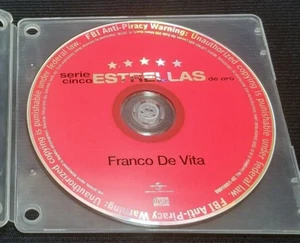 FBI Anti-Piracy Warning: Unauthorized copying is punishable under federal law.
serie
cinco ESTRELLAS de oro
Franco De Vita
FBI Anti-Piracy Warning: Unauthorized copying is punishable under federal law.